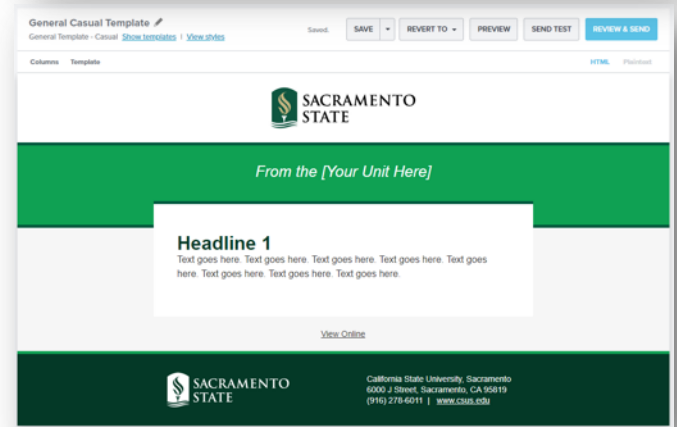 General Casual Template
General Template - Casual Show templates | View styles
Saved.
SAVE
REVERT TO
PREVIEW
SEND TEST
REVIEW & SEND
Columns Template
HTML Plaintext
SACRAMENTO
STATE
From the [Your Unit Here]
Headline 1
Text goes here. Text goes here. Text goes here. Text goes here. Text goes
here. Text goes here. Text goes here. Text goes here.
View Online
SACRAMENTO
STATE
California State University, Sacramento
6000 J Street, Sacramento, CA 95819
(916) 278-6011 | www.csus.edu